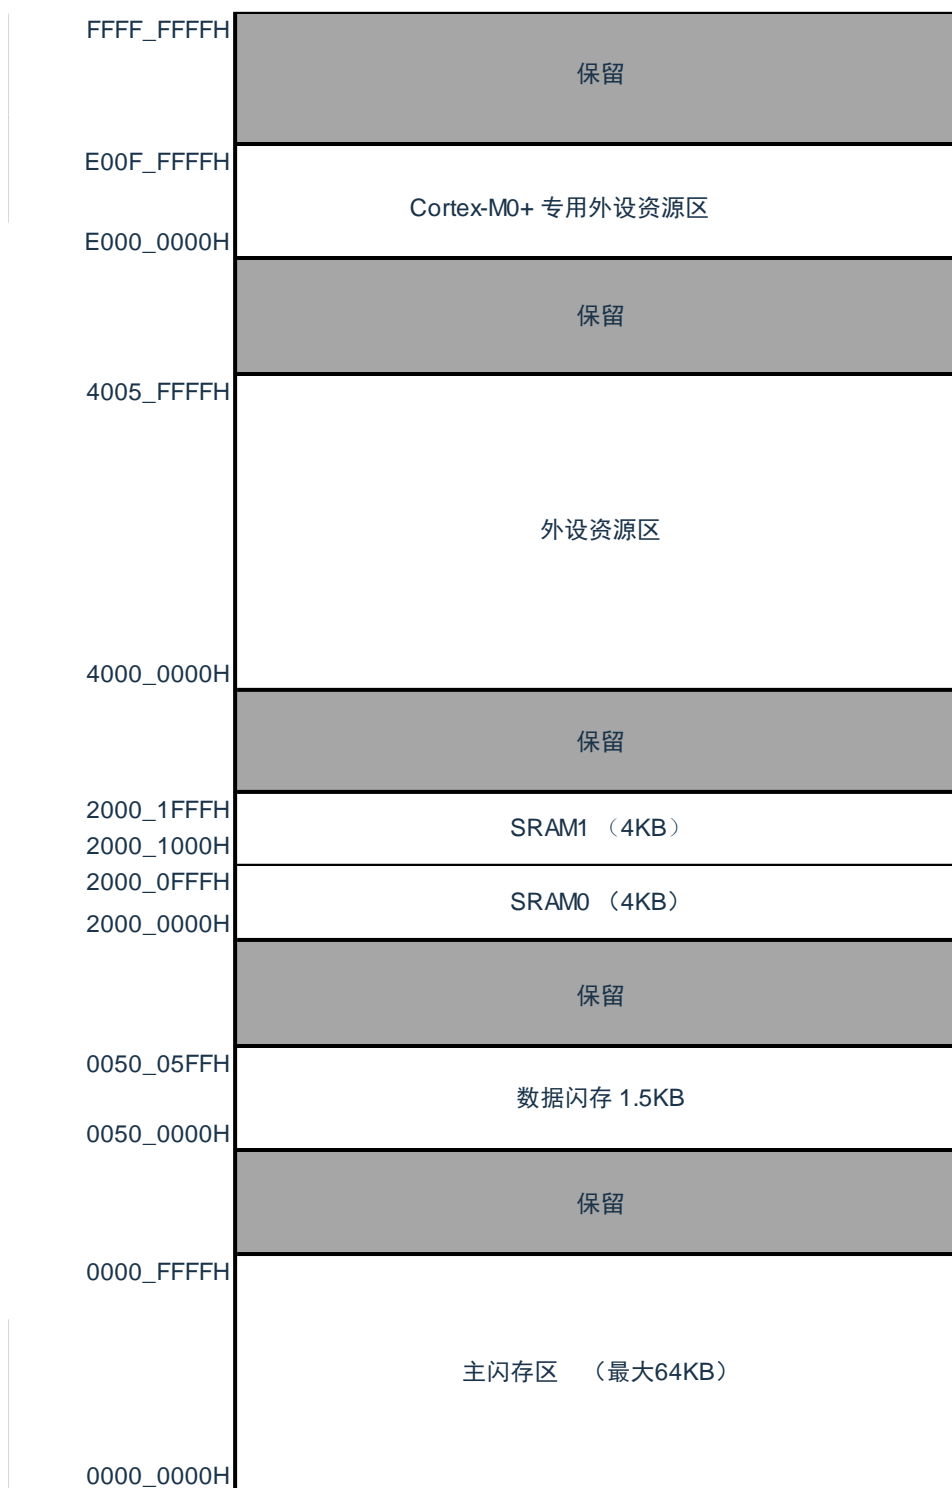 FFFF_FFFFH
保留
E00F_FFFFH
Cortex-M0+ 专用外设资源区
E000_0000H
保留
4005_FFFFH
外设资源区
4000_0000H
保留
2000_1FFFH
SRAM1 （4KB）
2000_1000H
2000_0FFFH
SRAM0 （4KB）
2000_0000H
保留
0050_05FFH
数据闪存 1.5KB
0050_0000H
保留
0000_FFFFH
主闪存区 （最大64KB）
0000_0000H